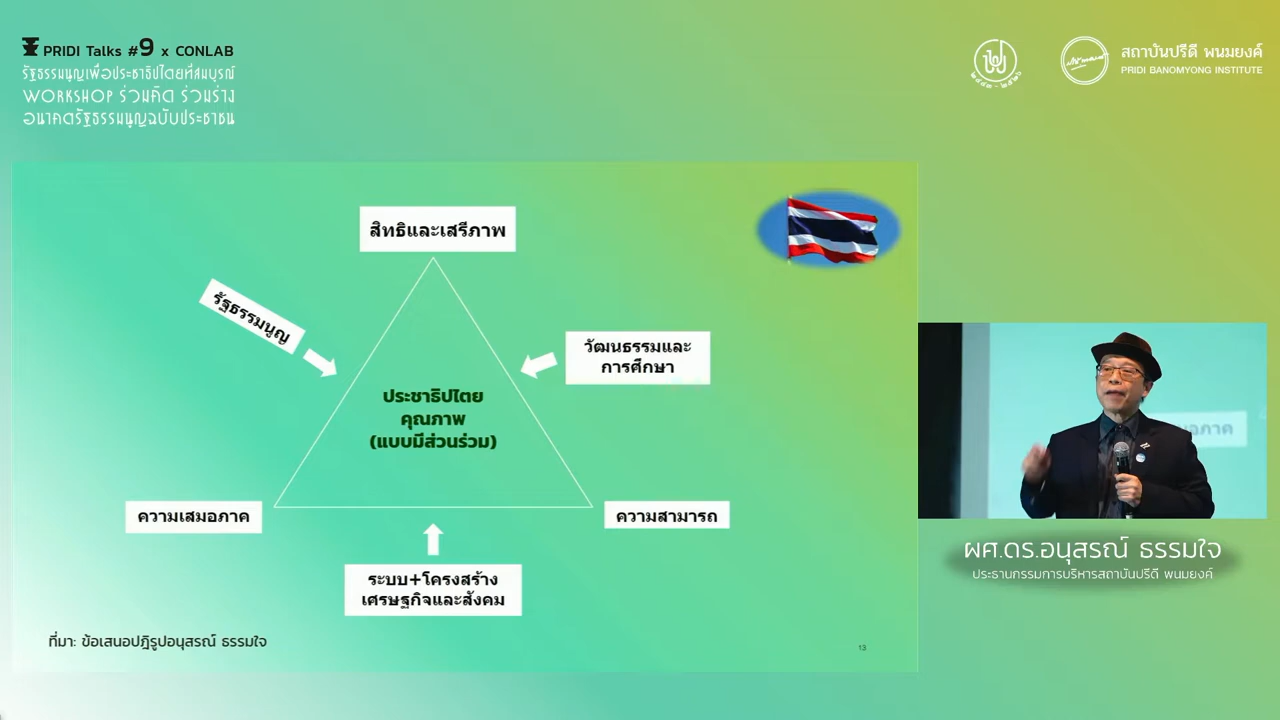 PRIDI Talks #9 x CONLAB
รัฐธรรมนูญเพื่อประชาธิปไตยที่สมบูรณ์
WORKSHOP ร่วมคิด ร่วมร่าง
อนาคตรัฐธรรมนูญฉบับประชาชน
๒๔๔๓ - ๒๕๒๖
สถาบันปรีดี พนมยงค์
PRIDI BANOMYONG INSTITUTE
สิทธิและเสรีภาพ
รัฐธรรมนูญ
วัฒนธรรมและ
การศึกษา
ประชาธิปไตย
คุณภาพ
(แบบมีส่วนร่วม)
ความเสมอภาค
ความสามารถ
ระบบ+โครงสร้าง
เศรษฐกิจและสังคม
ที่มา: ข้อเสนอปฎิรูปอนุสรณ์ ธรรมใจ
13
ผศ.ดร.อนุสรณ์ ธรรมใจ
ประธานกรรมการบริหารสถาบันปรีดี พนมยงค์